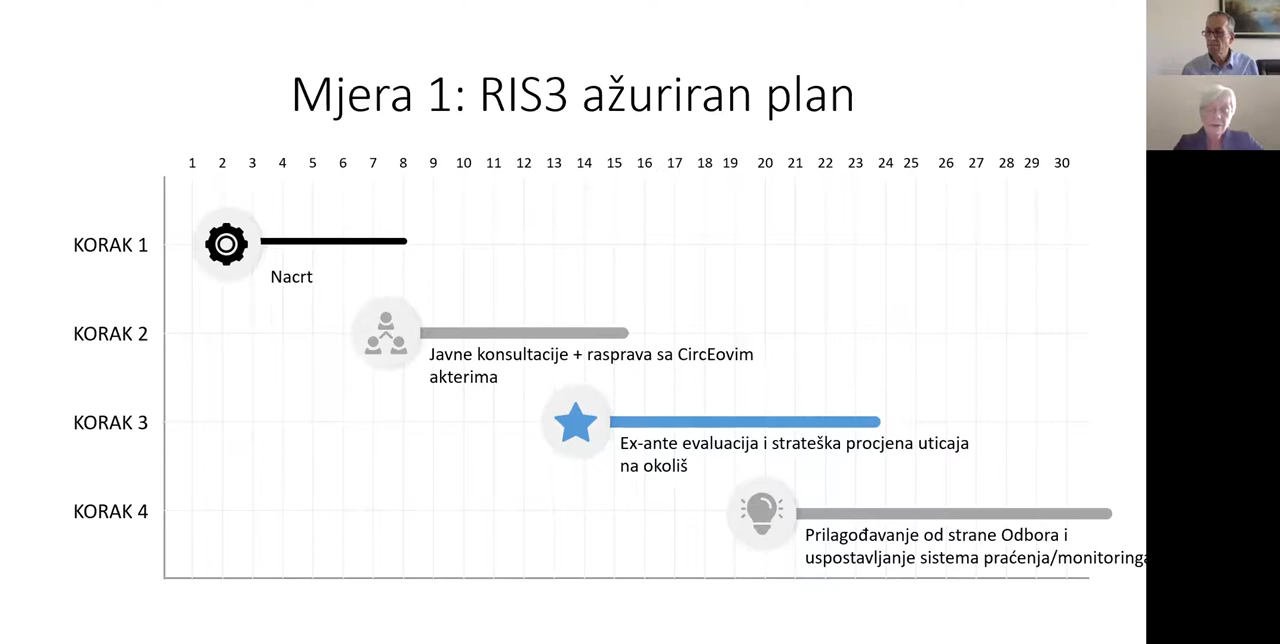 Mjera 1: RIS3 ažuriran plan
1 2 3 4 5 6 7 8 9 10 11 12 13 14 15 16 17 18 19 20 21 22 23 24 25 26 27 28 29 30
KORAK 1
Nacrt
KORAK 2
Javne konsultacije + rasprava sa CircEovim
akterima
KORAK 3
Ex-ante evaluacija i strateška procjena uticaja
na okoliš
KORAK 4
Prilagođavanje od strane Odbora i
uspostavljanje sistema praćenja/monitoringa